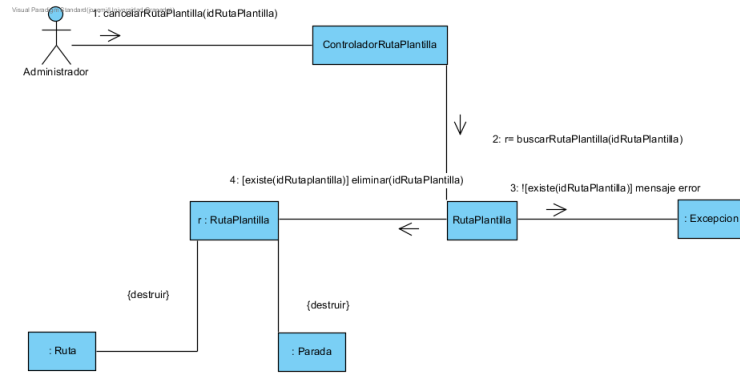 1: cancelarRutaPlantilla(idRutaPlantilla)
Administrador
ControladorRutaPlantilla
2: r= buscarRutaPlantilla(idRutaPlantilla)
4: [existe(idRutaplantilla)] eliminar(idRutaPlantilla)
3: ![existe(idRutaPlantilla)] mensaje error
r : RutaPlantilla
RutaPlantilla
: Excepcion
{destruir}
{destruir}
: Ruta
: Parada